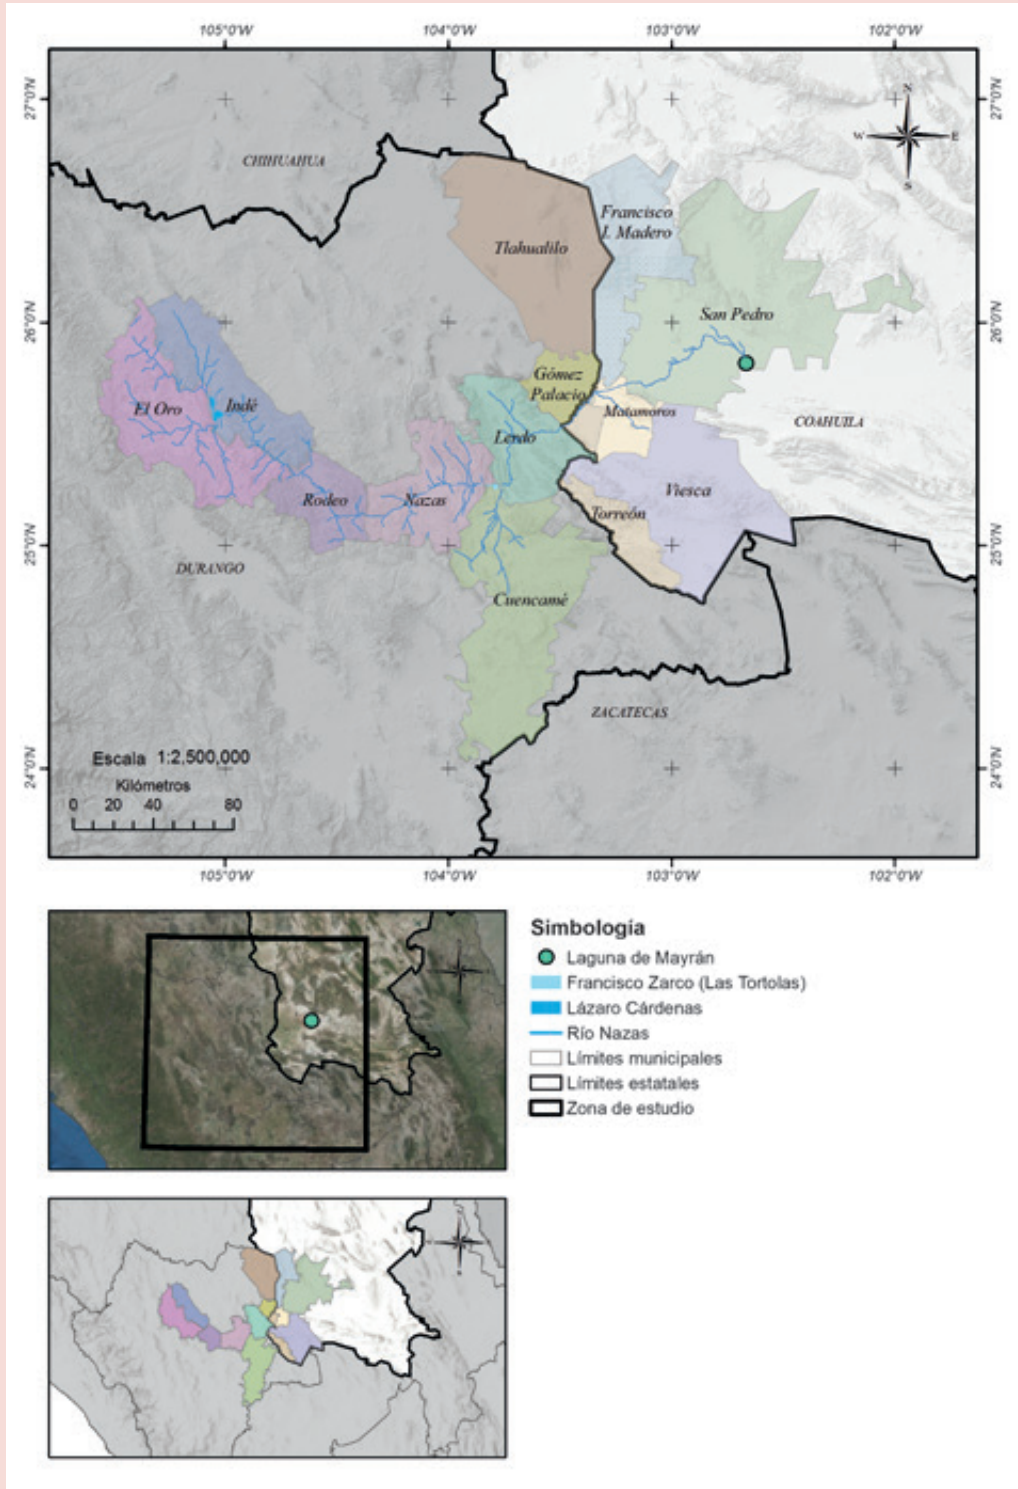 105°0'W 104°0'W 103°0'W 102°0'W
27°0'N
27°0'N
N
W E
S
CHIHUAHUA
Francisco
I. Madero
Tlahualilo
26°0'N
San Pedro
26°0'N
Gómez
Palacio
El Oro
Indé
Matamoros
COAHUILA
Lerdo
Viesca
Rodeo
Nazas
Torreón
25°0'N
25°0'N
DURANGO
Cuencamé
ZACATECAS
Escala 1:2,500,000
24°0'N
24°0'N
Kilómetros
0 20 40 80
105°0'W 104°0'W 103°0'W 102°0'W
Simbología
Laguna de Mayrán
Francisco Zarco (Las Tortolas)
Lázaro Cárdenas
Río Nazas
Límites municipales
Límites estatales
Zona de estudio